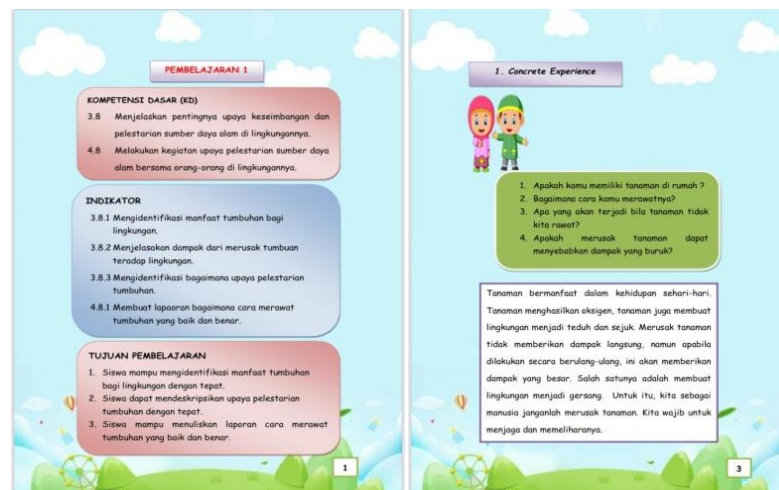 PEMBELAJARAN 1
KOMPETENSI DASAR (KD)
3.8 Menjelaskan pentingnya upaya keseimbangan dan
pelestarian sumber daya alam di lingkungannya.
4.8 Melakukan kegiatan upaya pelestarian sumber daya
alam bersama orang-orang di lingkungannya.
INDIKATOR
3.8.1 Mengidentifikasi manfaat tumbuhan bagi
lingkungan.
3.8.2 Menjelasakan dampak dari merusak tumbuan
teradap lingkungan.
3.8.3 Mengidentifikasi bagaimana upaya pelestarian
tumbuhan.
4.8.1 Membuat lapaoran bagaimana cara merawat
tumbuhan yang baik dan benar.
TUJUAN PEMBELAJARAN
1. Siswa mampu mengidentifikasi manfaat tumbuhan
bagi lingkungan dengan tepat.
2. Siswa dapat mendeskripsikan upaya pelestarian
tumbuhan dengan tepat.
3. Siswa mampu menuliskan laporan cara merawat
tumbuhan yang baik dan benar.
1
1. Concrete Experience
1. Apakah kamu memiliki tanaman di rumah ?
2. Bagaimana cara kamu merawatnya?
3. Apa yang akan terjadi bila tanaman tidak
kita rawat?
4. Apakah merusak tanaman dapat
menyebabkan dampak yang buruk?
Tanaman bermanfaat dalam kehidupan sehari-hari.
Tanaman menghasilkan oksigen, tanaman juga membuat
lingkungan menjadi teduh dan sejuk. Merusak tanaman
tidak memberikan dampak langsung, namun apabila
dilakukan secara berulang-ulang, ini akan memberikan
dampak yang besar. Salah satunya adalah membuat
lingkungan menjadi gersang. Untuk itu, kita sebagai
manusia janganlah merusak tanaman. Kita wajib untuk
menjaga dan memeliharanya.
3